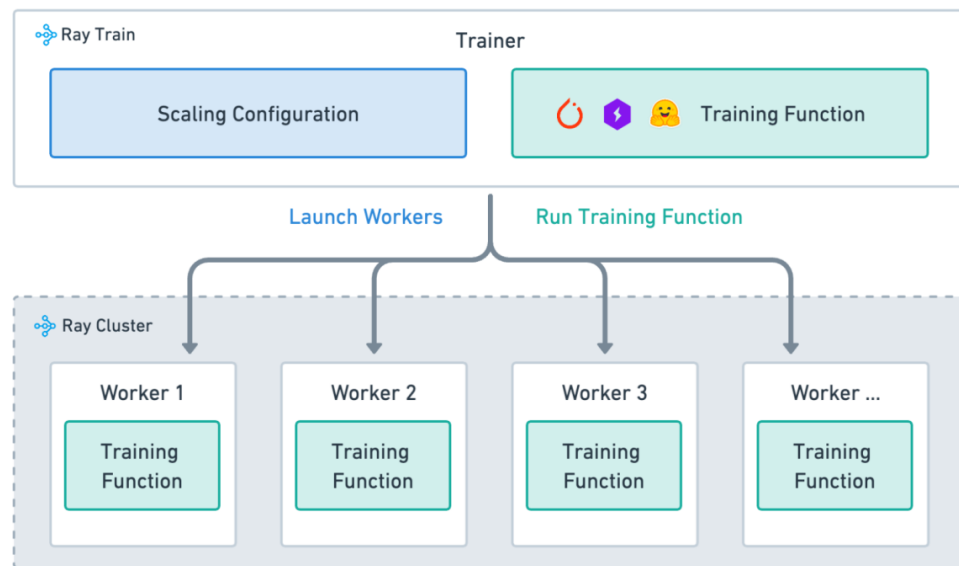 Ray Train
Trainer
Scaling Configuration
Training Function
Launch Workers
Run Training Function
Ray Cluster
Worker 1
Worker 2
Worker 3
Worker ...
Training
Function
Training
Function
Training
Function
Training
Function